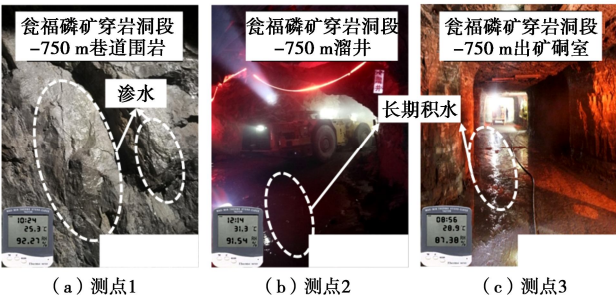 瓮福磷矿穿岩洞段
-750 m巷道围岩
渗水
10:24
25.3
92.27
(a) 测点1
瓮福磷矿穿岩洞段
-750 m溜井
长期积水
12:14
31.3
91.54
(b) 测点2
瓮福磷矿穿岩洞段
-750 m出矿硐室
08:56
28.9
87.38
(c) 测点3